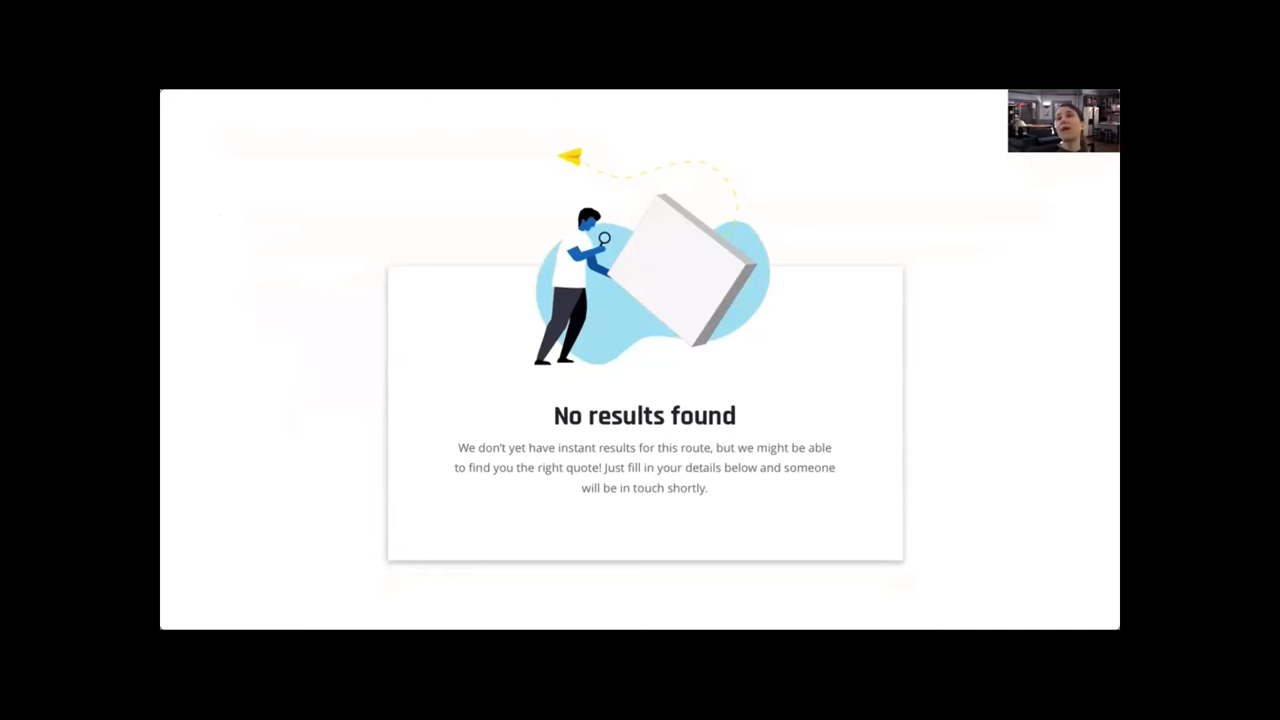 No results found
We don't yet have instant results for this route, but we might be able
to find you the right quote! Just fill in your details below and someone
will be in touch shortly.